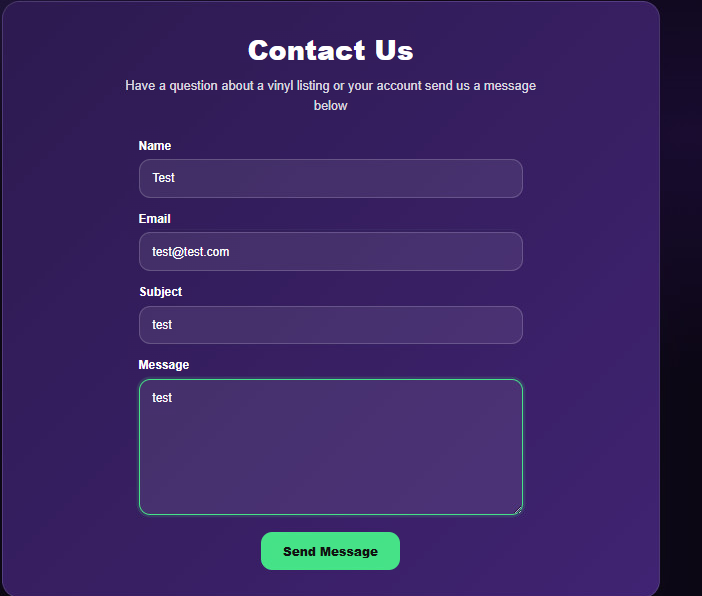 Contact Us
Have a question about a vinyl listing or your account send us a message
below
Name
Test
Email
test@test.com
Subject
test
Message
test
Send Message